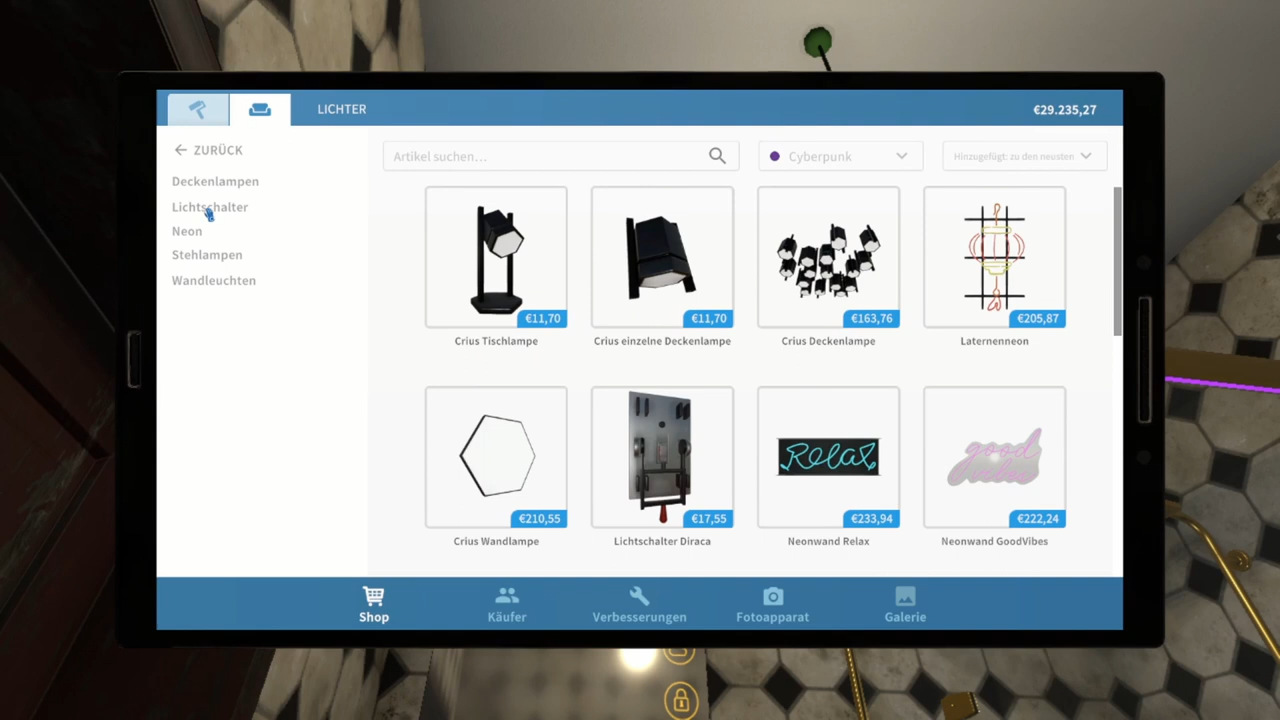 LICHTER
€29.235,27
ZURÜCK
Deckenlampen
Lichtschalter
Neon
Stehlampen
Wandleuchten
Artikel suchen...
Cyberpunk
Hinzugefügt: zu den neusten
€11,70
€11,70
€163,76
€205,87
Crius Tischlampe
Crius einzelne Deckenlampe
Crius Deckenlampe
Laternenneon
Relax
good
vibes
€210,55
€17,55
€233,94
€222,24
Crius Wandlampe
Lichtschalter Diraca
Neonwand Relax
Neonwand GoodVibes
Shop
Käufer
Verbesserungen
Fotoapparat
Galerie